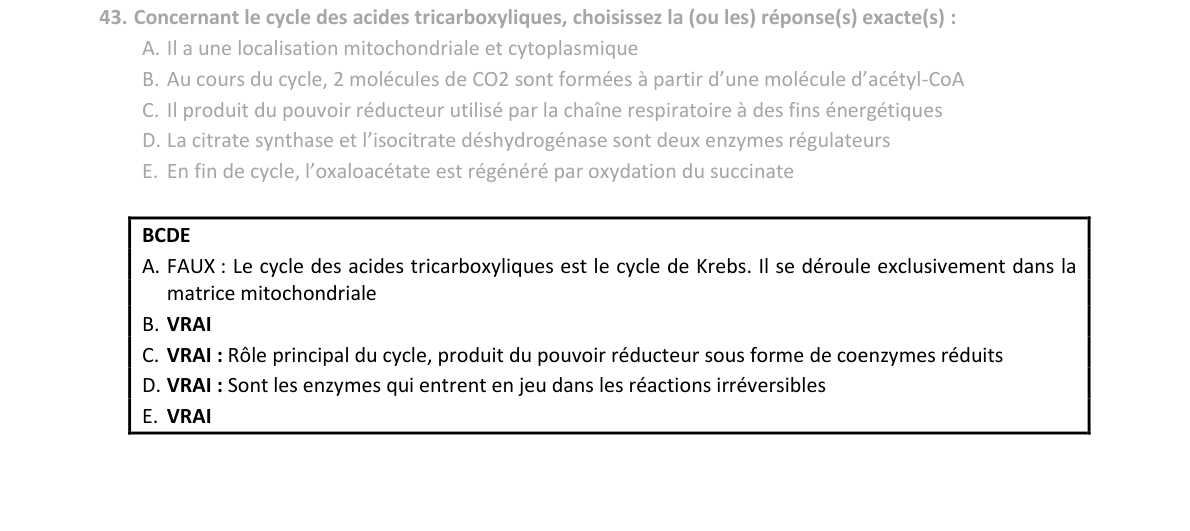 43. Concernant le cycle des acides tricarboxyliques, choisissez la (ou les) réponse(s) exacte(s) :
A. Il a une localisation mitochondriale et cytoplasmique
B. Au cours du cycle, 2 molécules de CO2 sont formées à partir d’une molécule d’acétyl-CoA
C. Il produit du pouvoir réducteur utilisé par la chaîne respiratoire à des fins énergétiques
D. La citrate synthase et l’isocitrate déshydrogénase sont deux enzymes régulateurs
E. En fin de cycle, l’oxaloacétate est régénéré par oxydation du succinate
BCDE
A. FAUX : Le cycle des acides tricarboxyliques est le cycle de Krebs. Il se déroule exclusivement dans la
matrice mitochondriale
B. VRAI
C. VRAI : Rôle principal du cycle, produit du pouvoir réducteur sous forme de coenzymes réduits
D. VRAI : Sont les enzymes qui entrent en jeu dans les réactions irréversibles
E. VRAI